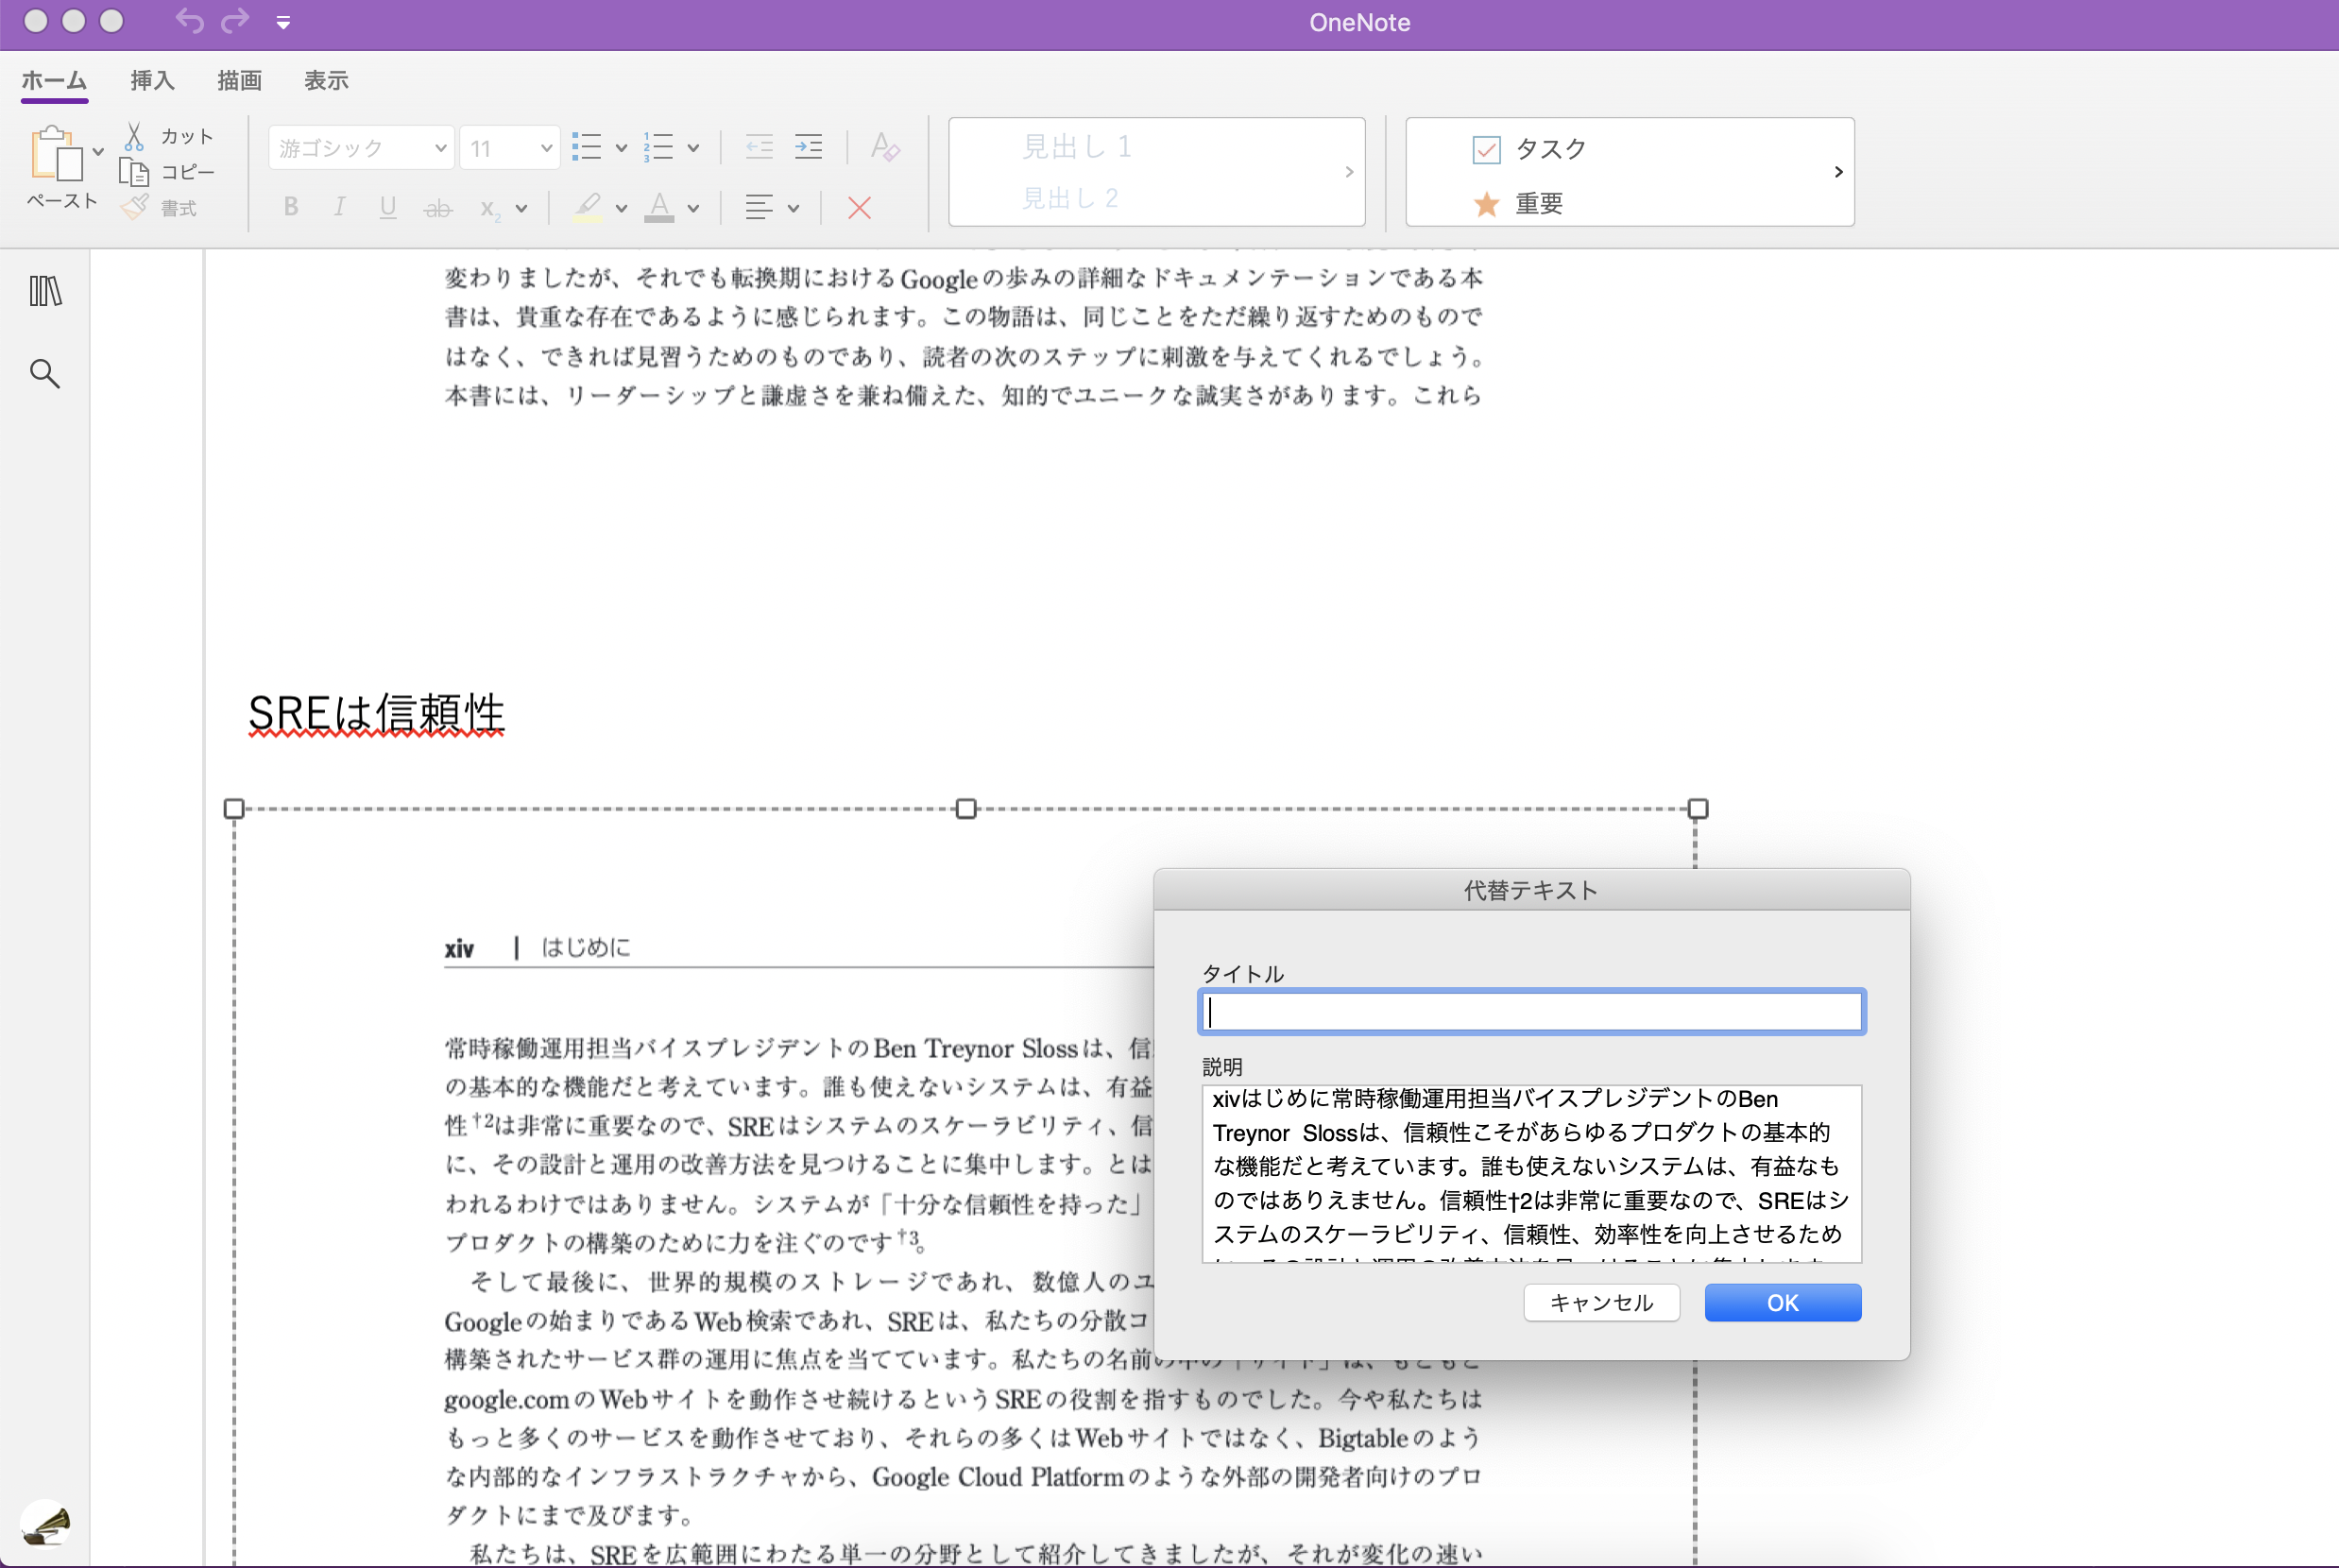 OneNote
ホーム 挿入 描画 表示
ペースト
カット
コピー
書式
游ゴシック 11
B I U ab x2 A
見出し 1
見出し 2
タスク
重要
変わりましたが、それでも転換期におけるGoogleの歩みの詳細なドキュメンテーションである本
書は、貴重な存在であるように感じられます。この物語は、同じことをただ繰り返すためのもので
はなく、できれば見習うためのものであり、読者の次のステップに刺激を与えてくれるでしょう。
本書には、リーダーシップと謙虚さを兼ね備えた、知的でユニークな誠実さがあります。これら
SREは信頼性
xiv | はじめに
常時稼働運用担当バイスプレジデントのBen Treynor Slossは、信
の基本的な機能だと考えています。誰も使えないシステムは、有益
性†2は非常に重要なので、SREはシステムのスケーラビリティ、信
に、その設計と運用の改善方法を見つけることに集中します。とは
われるわけではありません。システムが「十分な信頼性を持った」
プロダクトの構築のために力を注ぐのです†3。
そして最後に、世界的規模のストレージであれ、数億人のユ
Googleの始まりであるWeb検索であれ、SREは、私たちの分散コ
構築されたサービス群の運用に焦点を当てています。私たちの名前の中の「サイト」は、もともと
google.comのWebサイトを動作させ続けるというSREの役割を指すものでした。今や私たちは
もっと多くのサービスを動作させており、それらの多くはWebサイトではなく、Bigtableのよう
な内部的なインフラストラクチャから、Google Cloud Platformのような外部の開発者向けのプロ
ダクトにまで及びます。
私たちは、SREを広範囲にわたる単一の分野として紹介してきましたが、それが変化の速い
代替テキスト
タイトル
説明
xivはじめに常時稼働運用担当バイスプレジデントのBen
Treynor Slossは、信頼性こそがあらゆるプロダクトの基本的
な機能だと考えています。誰も使えないシステムは、有益なも
のではありえません。信頼性†2は非常に重要なので、SREはシ
ステムのスケーラビリティ、信頼性、効率性を向上させるため
に、その設計と運用の改善方法を見つけることに集中します。
キャンセル OK